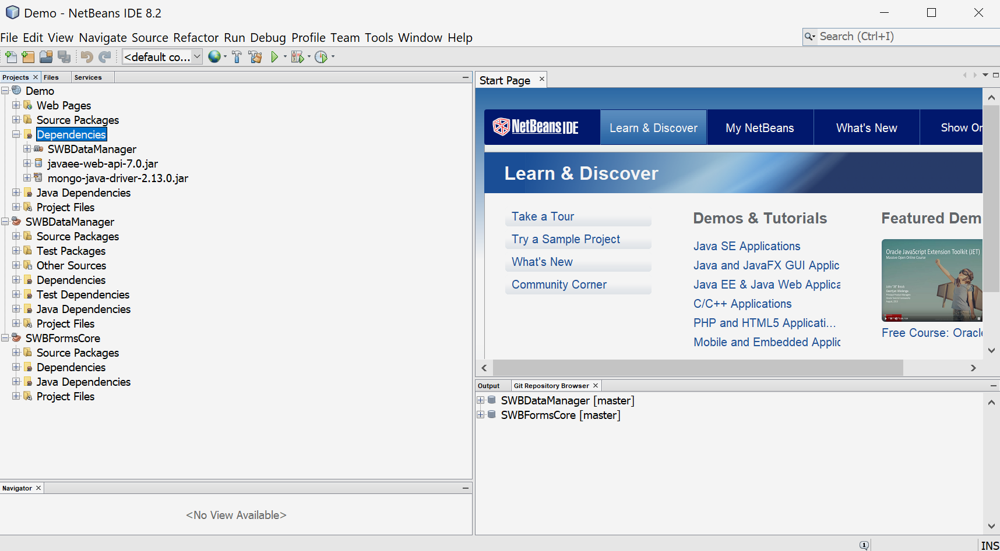 Demo - NetBeans IDE 8.2
File Edit View Navigate Source Refactor Run Debug Profile Team Tools Window Help
Search (Ctrl+I)
<default co...
Projects
Files
Services
Demo
Web Pages
Source Packages
Dependencies
SWBDataManager
javaee-web-api-7.0.jar
mongo-java-driver-2.13.0.jar
Java Dependencies
Project Files
SWBDataManager
Source Packages
Test Packages
Other Sources
Dependencies
Test Dependencies
Java Dependencies
Project Files
SWBFormsCore
Source Packages
Dependencies
Java Dependencies
Project Files
Navigator
<No View Available>
Start Page
NetBeans IDE
Learn & Discover
My NetBeans
What's New
Show Or
Learn & Discover
Take a Tour
Try a Sample Project
What's New
Community Corner
Demos & Tutorials
Java SE Applications
Java and JavaFX GUI Applic
Java EE & Java Web Applica
C/C++ Applications
PHP and HTML5 Applicati...
Mobile and Embedded Applic
Featured Dem
Oracle JavaScript Extension Toolkit (JET)
Massive Open Online Course
Free Course: Oracle
Output
Git Repository Browser
SWBDataManager [master]
SWBFormsCore [master]
1
INS